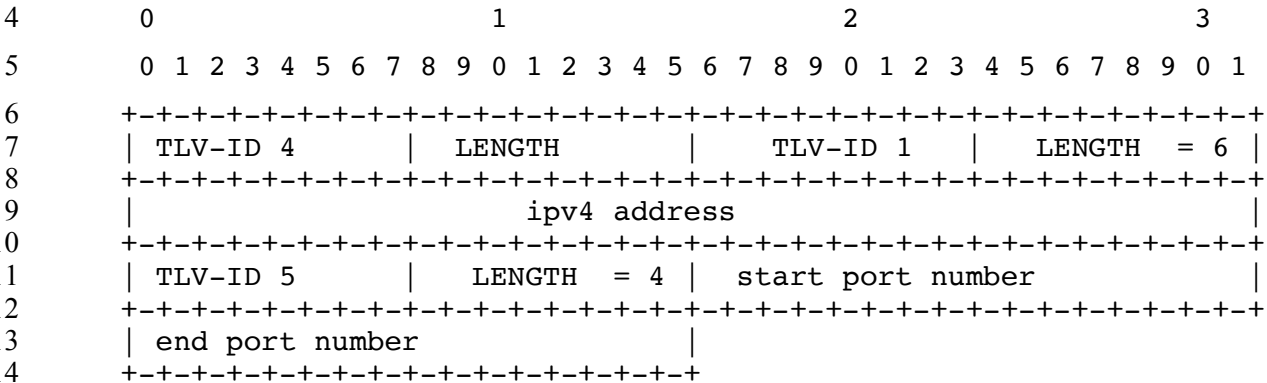 4 0 1 2 3
5 0 1 2 3 4 5 6 7 8 9 0 1 2 3 4 5 6 7 8 9 0 1 2 3 4 5 6 7 8 9 0 1
6 +-+-+-+-+-+-+-+-+-+-+-+-+-+-+-+-+-+-+-+-+-+-+-+-+-+-+-+-+-+-+-+-+
7 | TLV-ID 4 | LENGTH | TLV-ID 1 | LENGTH = 6 |
8 +-+-+-+-+-+-+-+-+-+-+-+-+-+-+-+-+-+-+-+-+-+-+-+-+-+-+-+-+-+-+-+-+
9 | ipv4 address |
0 +-+-+-+-+-+-+-+-+-+-+-+-+-+-+-+-+-+-+-+-+-+-+-+-+-+-+-+-+-+-+-+-+
1 | TLV-ID 5 | LENGTH = 4 | start port number |
2 +-+-+-+-+-+-+-+-+-+-+-+-+-+-+-+-+-+-+-+-+-+-+-+-+-+-+-+-+-+-+-+-+
3 | end port number |
4 +-+-+-+-+-+-+-+-+-+-+-+-+-+-+-+-+